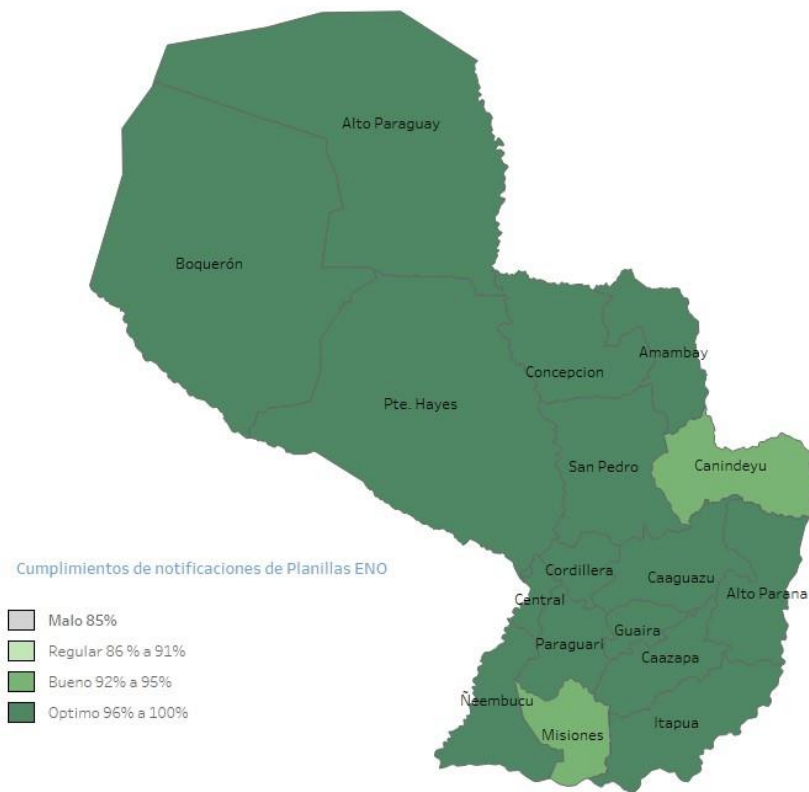 Alto Paraguay
Boquerón
Amambay
Concepcion
Pte. Hayes
San Pedro
Canindeyu
Cumplimientos de notificaciones de Planillas ENO
Malo 85%
Regular 86 % a 91%
Bueno 92% a 95%
Optimo 96% a 100%
Cordillera
Caaguazu
Alto Parana
Central
Guaira
Paraguari
Caazapa
Ñeembucu
Itapua
Misiones